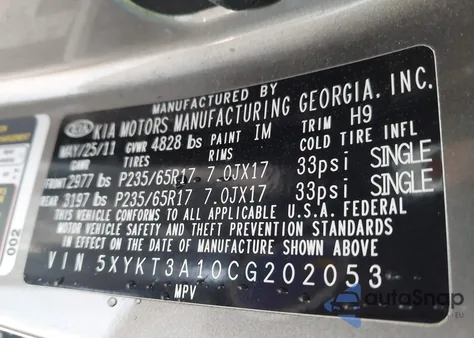 MANUFACTURED BY
KIA KIA MOTORS MANUFACTURING GEORGIA, INC.
MAY/25/11 GVWR 4828 lbs PAINT IM TRIM H9
GAWR TIRES RIMS COLD TIRE INFL
FRONT 2977 lbs P235/65R17 7.0JX17 33psi SINGLE
REAR 3197 lbs P235/65R17 7.0JX17 33psi SINGLE
THIS VEHICLE CONFORMS TO ALL APPLICABLE U.S.A. FEDERAL
MOTOR VEHICLE SAFETY AND THEFT PREVENTION STANDARDS
IN EFFECT ON THE DATE OF MANUFACTURE SHOWN ABOVE
VIN 5XYKT3A10CG202053
MPV
002
autoSnap
EU